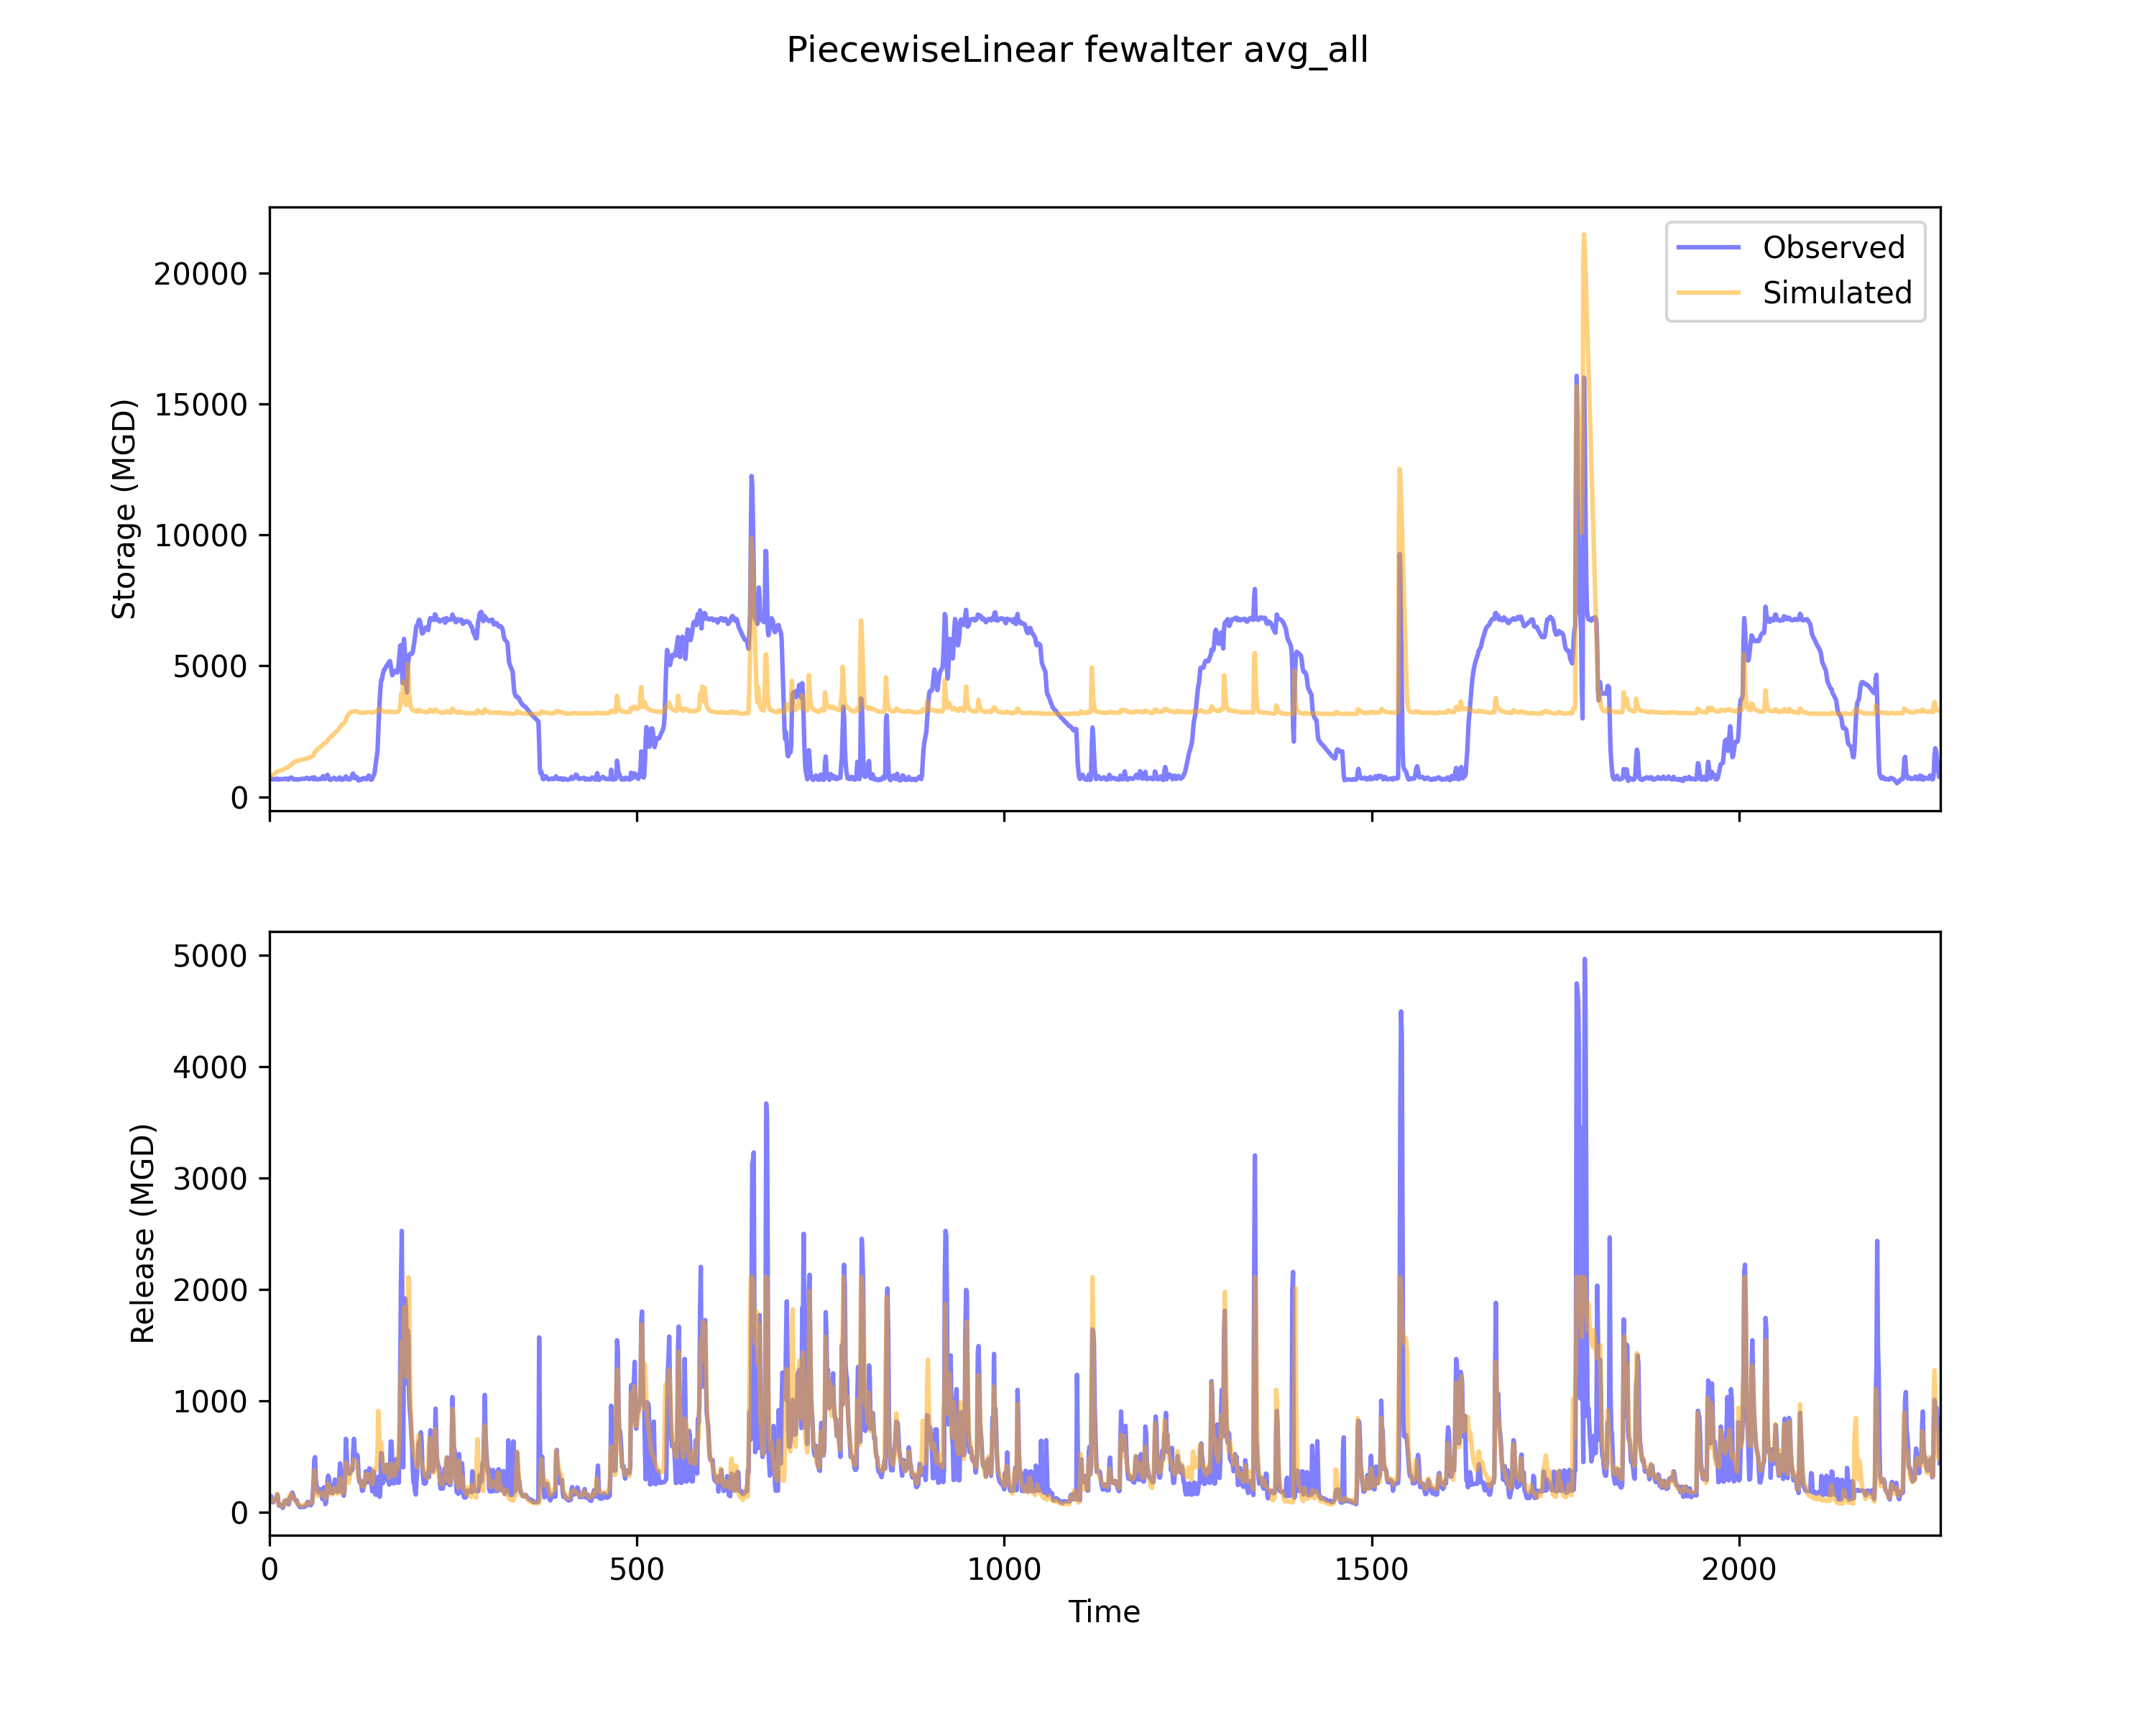 PiecewiseLinear fewalter avg_all
Storage (MGD)
20000
15000
10000
5000
0
Observed
Simulated
Release (MGD)
5000
4000
3000
2000
1000
0
0 500 1000 1500 2000
Time